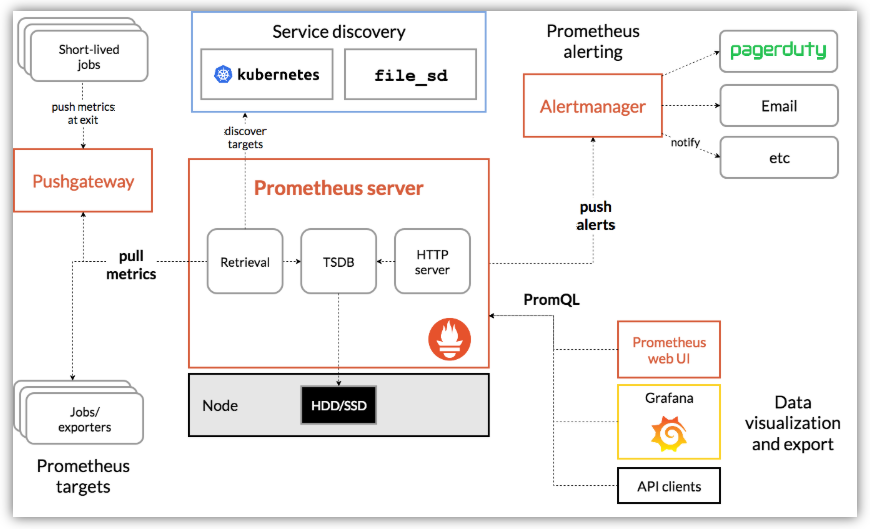 Short-lived
jobs
push metrics
at exit
Pushgateway
Service discovery
kubernetes
file_sd
discover
targets
Prometheus
alerting
Alertmanager
pagerduty
Email
notify
etc
Prometheus server
Retrieval
TSDB
HTTP
server
pull
metrics
push
alerts
PromQL
Node
HDD/SSD
Jobs/
exporters
Prometheus
targets
Prometheus
web UI
Grafana
API clients
Data
visualization
and export